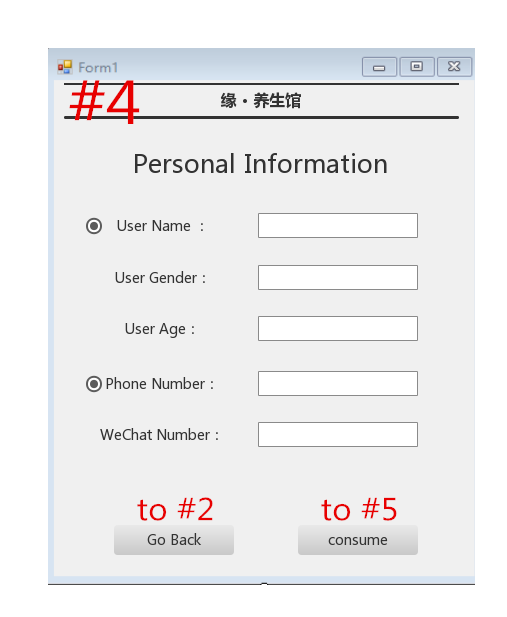 Form1
#4
缘·养生馆
Personal Information
User Name ：
User Gender：
User Age：
Phone Number：
WeChat Number：
to #2 to #5
Go Back consume